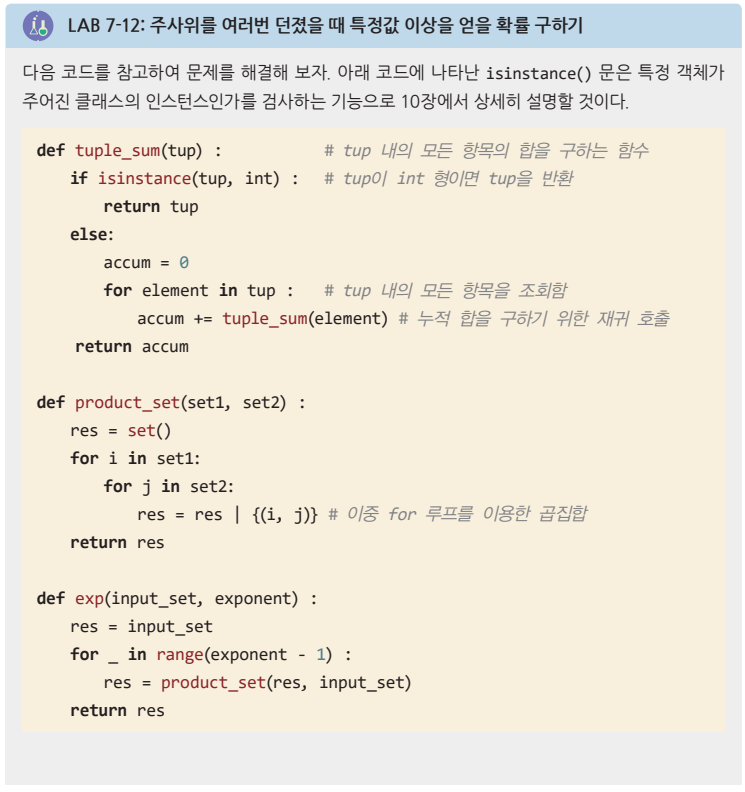 LAB 7-12: 주사위를 여러번 던졌을 때 특정값 이상을 얻을 확률 구하기
다음 코드를 참고하여 문제를 해결해 보자. 아래 코드에 나타난 isinstance() 문은 특정 객체가
주어진 클래스의 인스턴스인가를 검사하는 기능으로 10장에서 상세히 설명할 것이다.
def tuple_sum(tup) :                # tup 내의 모든 항목의 합을 구하는 함수
    if isinstance(tup, int) :   # tup이 int 형이면 tup을 반환
        return tup
    else:
        accum = 0
        for element in tup :   # tup 내의 모든 항목을 조회함
            accum += tuple_sum(element) # 누적 합을 구하기 위한 재귀 호출
    return accum
def product_set(set1, set2) :
    res = set()
    for i in set1:
        for j in set2:
            res = res | {(i, j)} # 이중 for 루프를 이용한 곱집합
    return res
def exp(input_set, exponent) :
    res = input_set
    for _ in range(exponent - 1) :
        res = product_set(res, input_set)
    return res